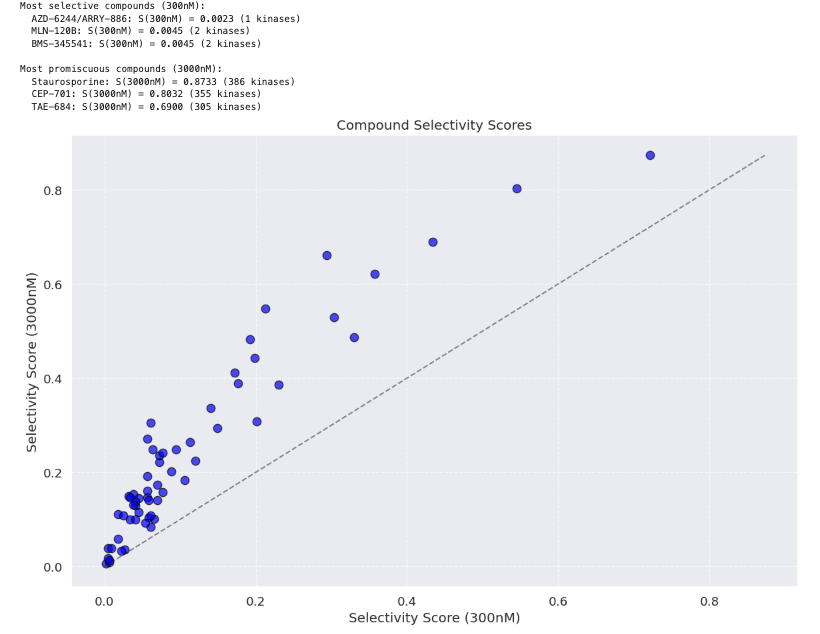 Most selective compounds (300nM):
AZD-6244/ARRY-886: S(300nM) = 0.0023 (1 kinases)
MLN-120B: S(300nM) = 0.0045 (2 kinases)
BMS-345541: S(300nM) = 0.0045 (2 kinases)
Most promiscuous compounds (3000nM):
Staurosporine: S(3000nM) = 0.8733 (386 kinases)
CEP-701: S(3000nM) = 0.8032 (355 kinases)
TAE-684: S(3000nM) = 0.6900 (305 kinases)
Compound Selectivity Scores
0.8
0.6
0.4
0.2
0.0
Selectivity Score (3000nM)
0.0 0.2 0.4 0.6 0.8
Selectivity Score (300nM)